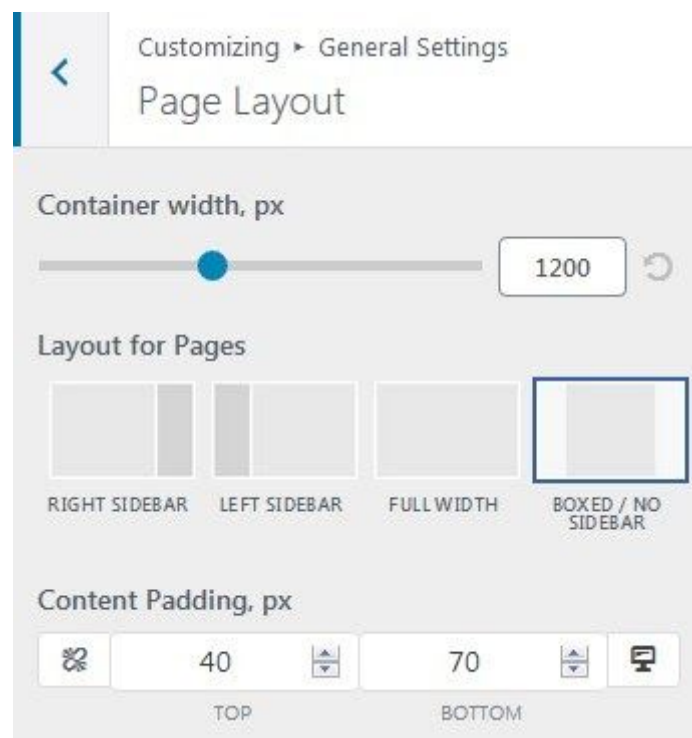 Customizing ▸ General Settings
Page Layout
Container width, px
1200
Layout for Pages
RIGHT SIDEBAR LEFT SIDEBAR FULL WIDTH BOXED / NO
SIDEBAR
Content Padding, px
40 70
TOP BOTTOM